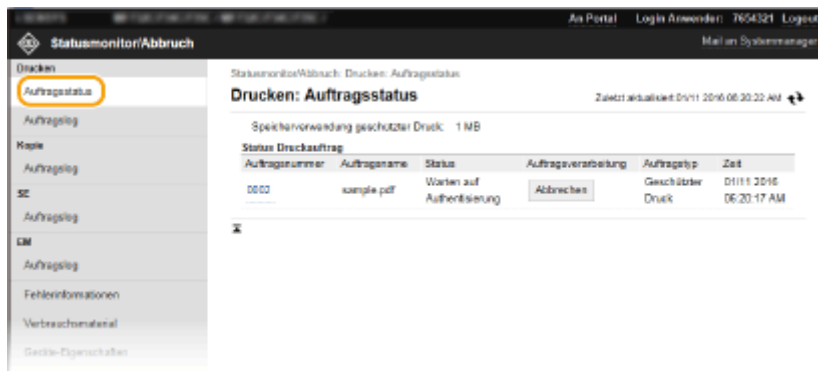 An Portal Login Anwender: 7654321 Logout
Statusmonitor/Abbruch
Mail an Systemmanager
Drucken
Auftragsstatus
Auftragslog
Kopie
Auftragslog
SE
Auftragslog
EM
Auftragslog
Fehlerinformationen
Verbrauchsmaterial
Geräte-Eigenschaften
Statusmonitor/Abbruch: Drucken: Auftragsstatus
Drucken: Auftragsstatus
Zuletzt aktualisiert:01/11 2016 06:20:22 AM
Speicherverwendung geschützter Druck: 1 MB
Status Druckauftrag
Auftragsnummer Auftragsname Status Auftragsverarbeitung Auftragstyp Zeit
0002 sample.pdf Warten auf Authentisierung Abbrechen Geschützter Druck 01/11 2016 06:20:17 AM